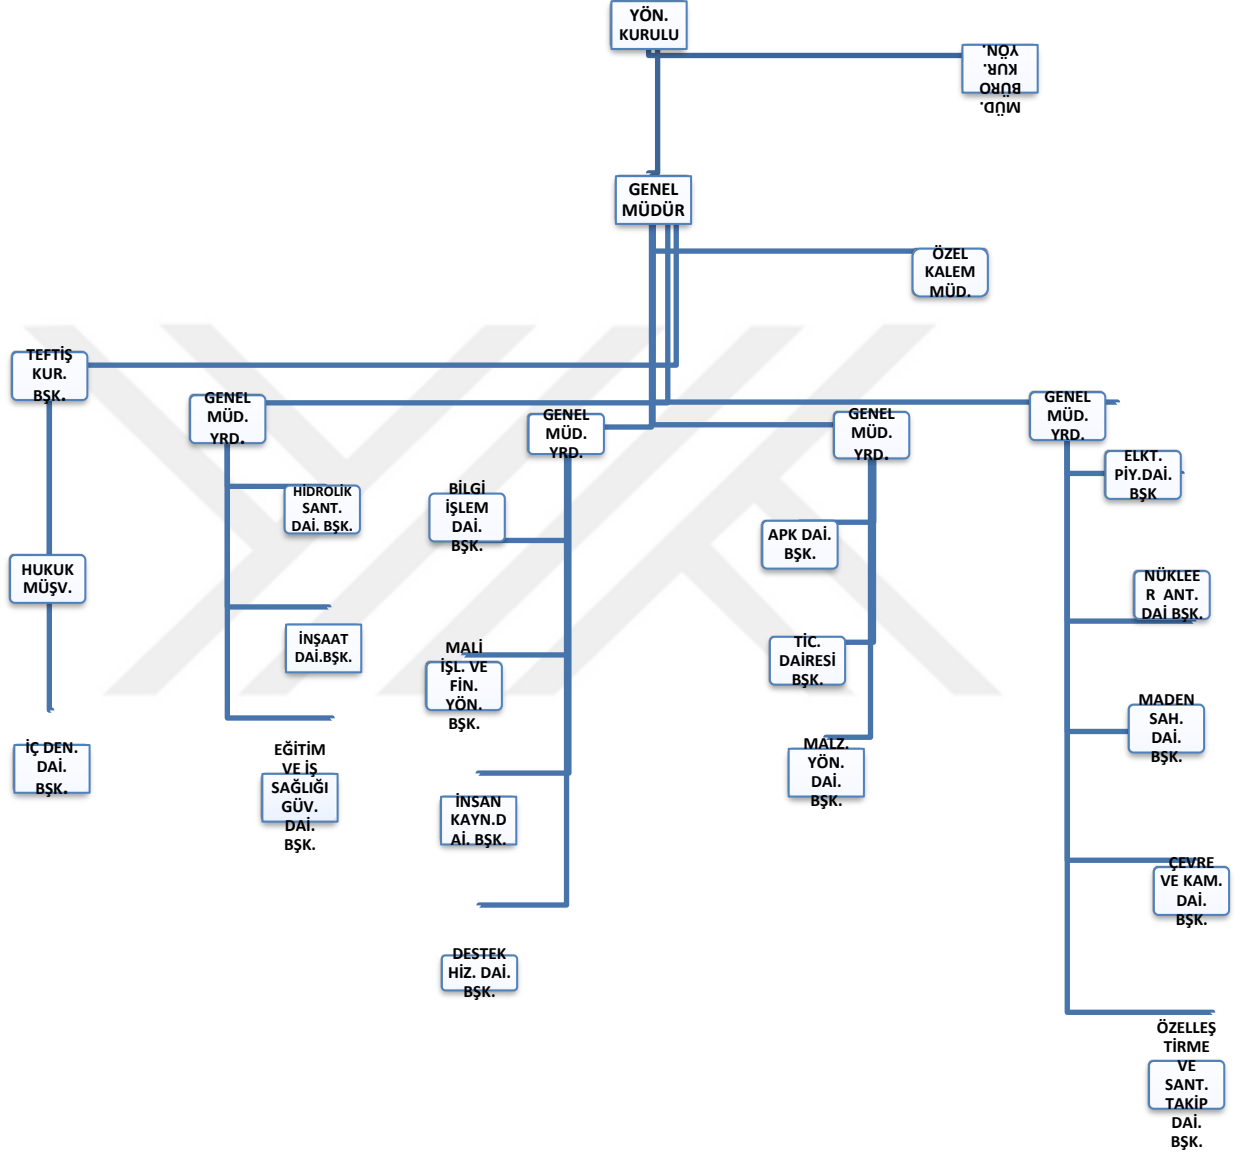 YÖN.
KURULU
YÖN.
KUR.
BÜRO
MÜD.
GENEL
MÜDÜR
ÖZEL
KALEM
MÜD.
TEFTİŞ
KUR.
BŞK.
GENEL
MÜD.
YRD.
GENEL
MÜD.
YRD.
GENEL
MÜD.
YRD.
GENEL
MÜD.
YRD.
HUKUK
MÜŞV.
İÇ DEN.
DAİ.
BŞK.
HİDROLİK
SANT.
DAİ. BŞK.
İNŞAAT
DAİ.BŞK.
EĞİTİM
VE İŞ
SAĞLIĞI
GÜV.
DAİ.
BŞK.
BİLGİ
İŞLEM
DAİ.
BŞK.
MALİ
İŞL. VE
FİN.
YÖN.
BŞK.
İNSAN
KAYN.D
Aİ. BŞK.
DESTEK
HİZ. DAİ.
BŞK.
APK DAİ.
BŞK.
TİC.
DAİRESİ
BŞK.
MALZ.
YÖN.
DAİ.
BŞK.
ELKT.
PİY.DAİ.
BŞK
NÜKLEE
R ANT.
DAİ BŞK.
MADEN
SAH.
DAİ.
BŞK.
ÇEVRE
VE KAM.
DAİ.
BŞK.
ÖZELLEŞ
TİRME
VE
SANT.
TAKİP
DAİ.
BŞK.